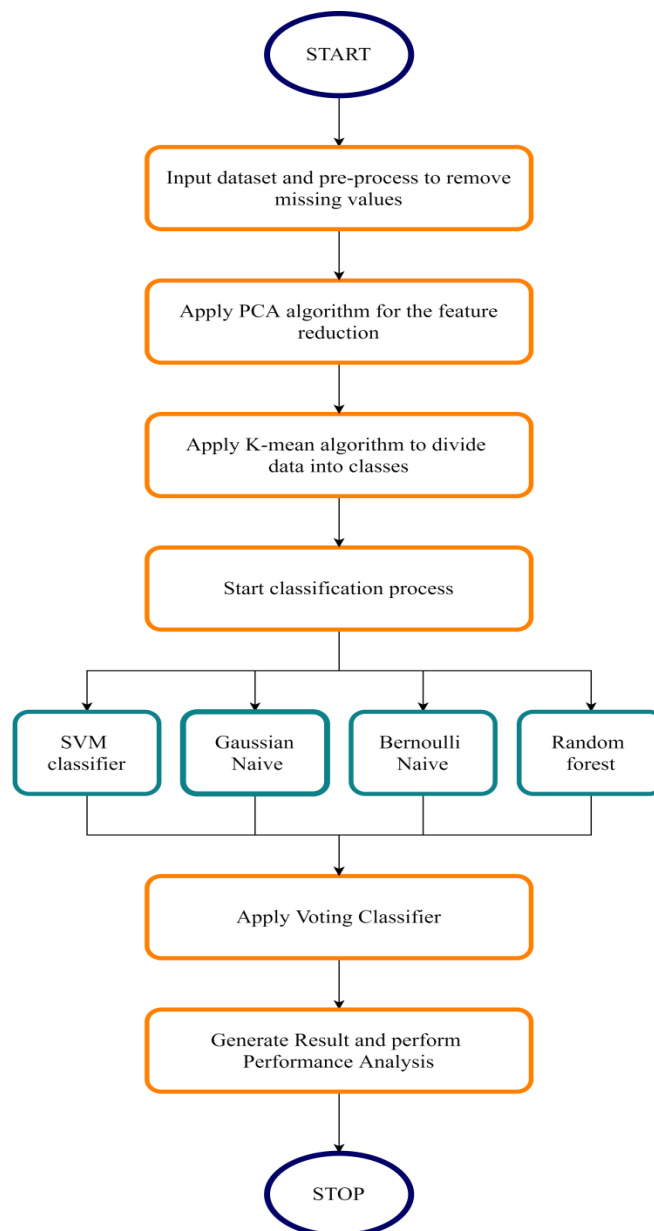 START
Input dataset and pre-process to remove
missing values
Apply PCA algorithm for the feature
reduction
Apply K-mean algorithm to divide
data into classes
Start classification process
SVM
classifier
Gaussian
Naive
Bernoulli
Naive
Random
forest
Apply Voting Classifier
Generate Result and perform
Performance Analysis
STOP